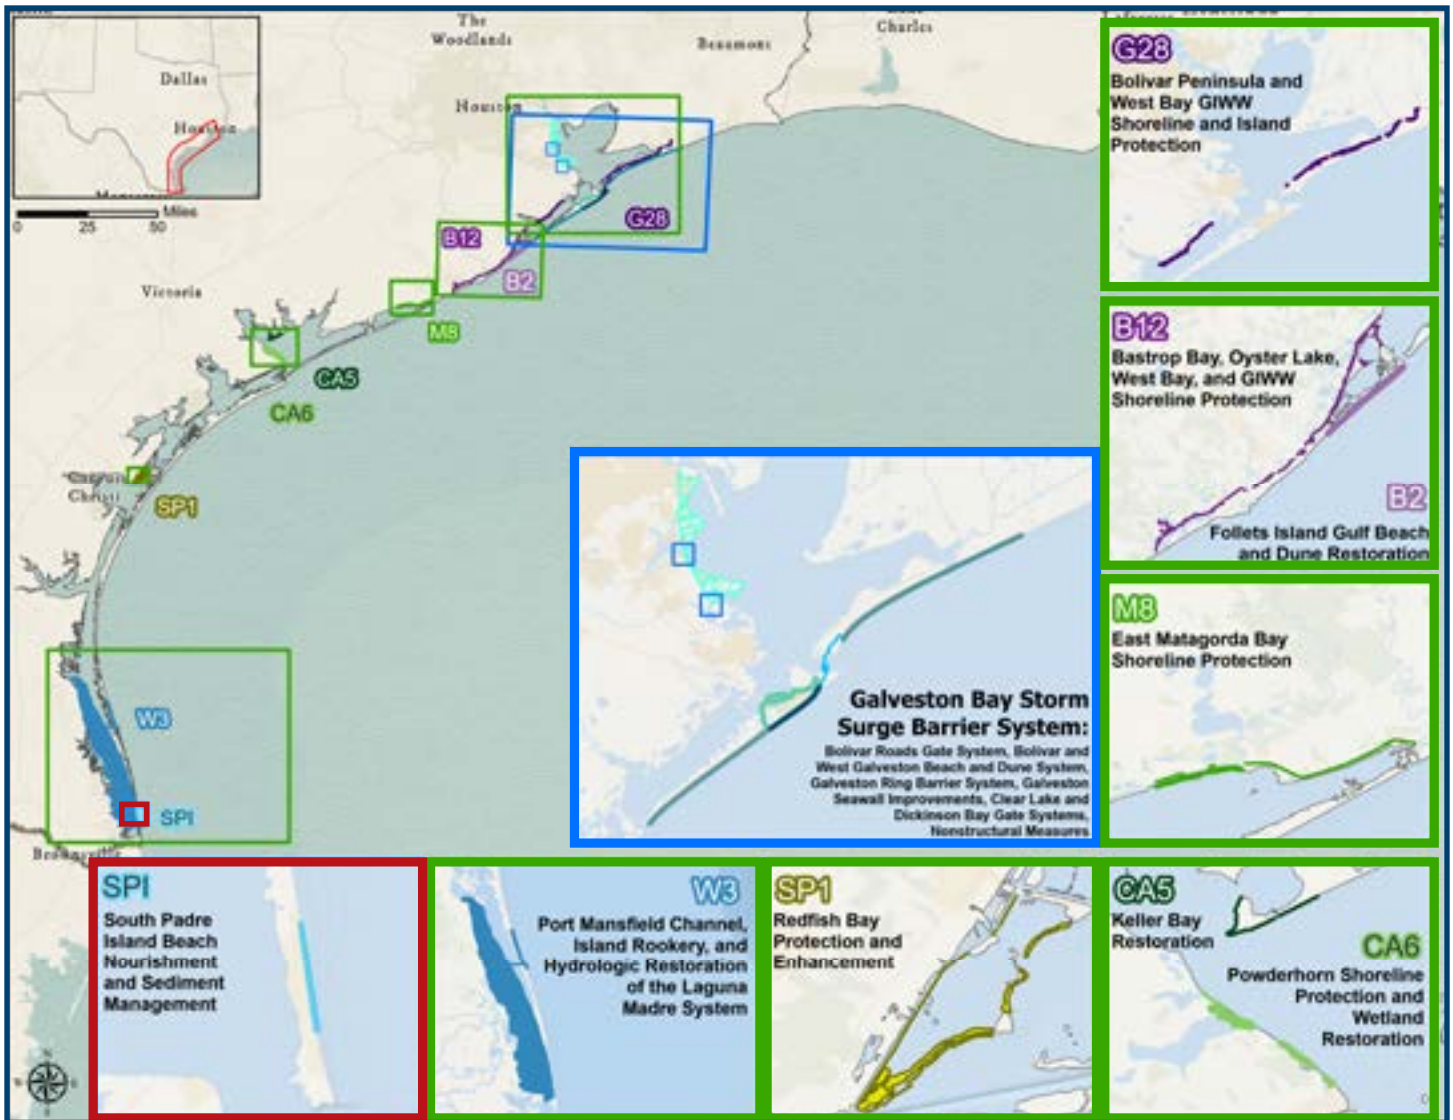 The
Woodlands
Beaumont
Charles
Dallas
Houston
Miles
0 25 50
Houston
G28
B12
B2
Victoria
M8
CA5
CA6
Christi
SP1
W3
SPI
Brownsville
G28
Bolivar Peninsula and
West Bay GIWW
Shoreline and Island
Protection
B12
Bastrop Bay, Oyster Lake,
West Bay, and GIWW
Shoreline Protection
B2
Follets Island Gulf Beach
and Dune Restoration
M8
East Matagorda Bay
Shoreline Protection
Galveston Bay Storm
Surge Barrier System:
Bolivar Roads Gate System, Bolivar and
West Galveston Beach and Dune System,
Galveston Ring Barrier System, Galveston
Seawall Improvements, Clear Lake and
Dickinson Bay Gate Systems,
Nonstructural Measures
SPI
South Padre
Island Beach
Nourishment
and Sediment
Management
W3
Port Mansfield Channel,
Island Rookery, and
Hydrologic Restoration
of the Laguna
Madre System
SP1
Redfish Bay
Protection and
Enhancement
CA5
Keller Bay
Restoration
CA6
Powderhorn Shoreline
Protection and
Wetland
Restoration